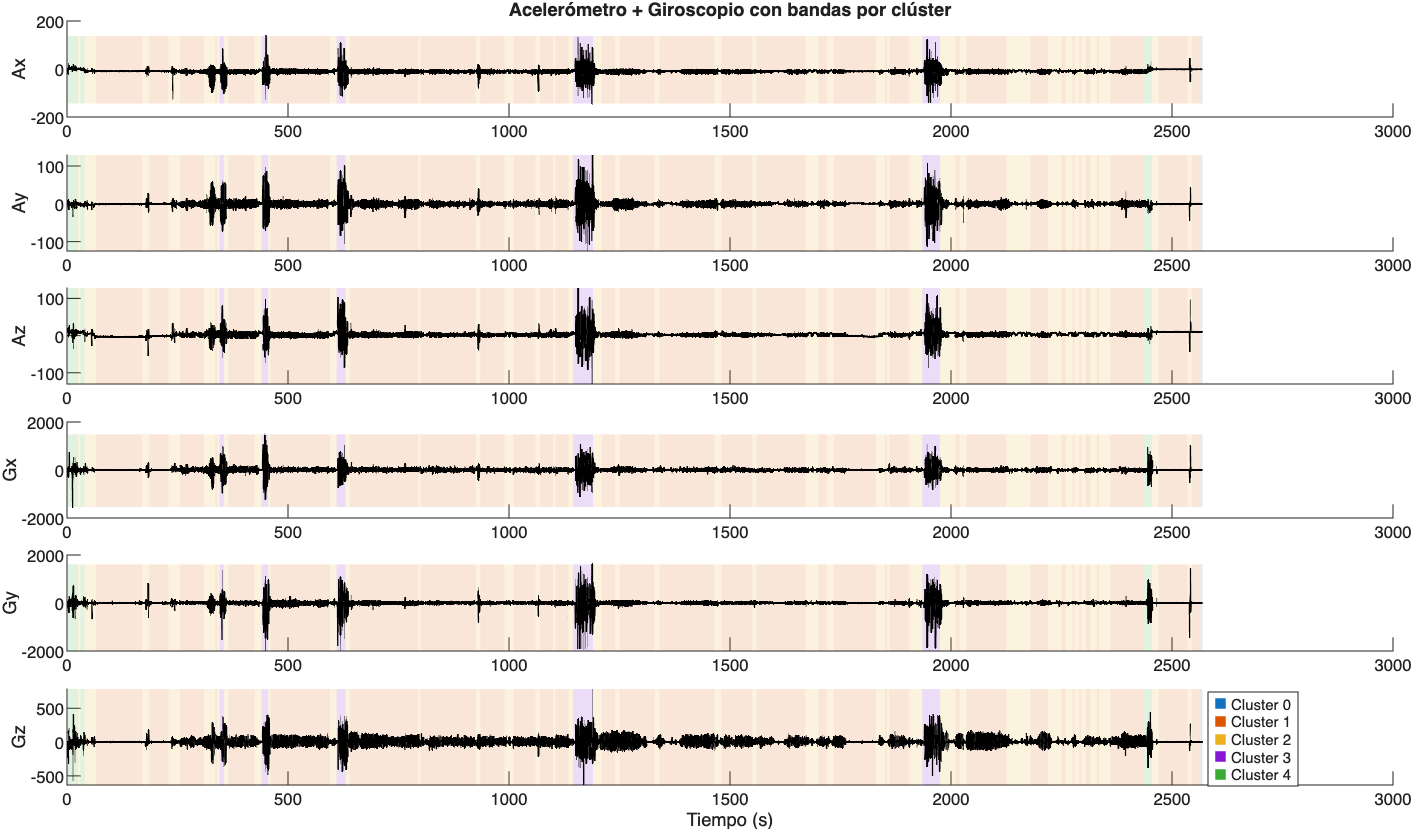 Acelerómetro + Giroscopio con bandas por clúster
200
0
-200
Ax
0 500 1000 1500 2000 2500 3000
100
0
-100
Ay
0 500 1000 1500 2000 2500 3000
100
0
-100
Az
0 500 1000 1500 2000 2500 3000
2000
0
-2000
Gx
0 500 1000 1500 2000 2500 3000
2000
0
-2000
Gy
0 500 1000 1500 2000 2500 3000
500
0
-500
Gz
Cluster 0
Cluster 1
Cluster 2
Cluster 3
Cluster 4
0 500 1000 1500 2000 2500 3000
Tiempo (s)